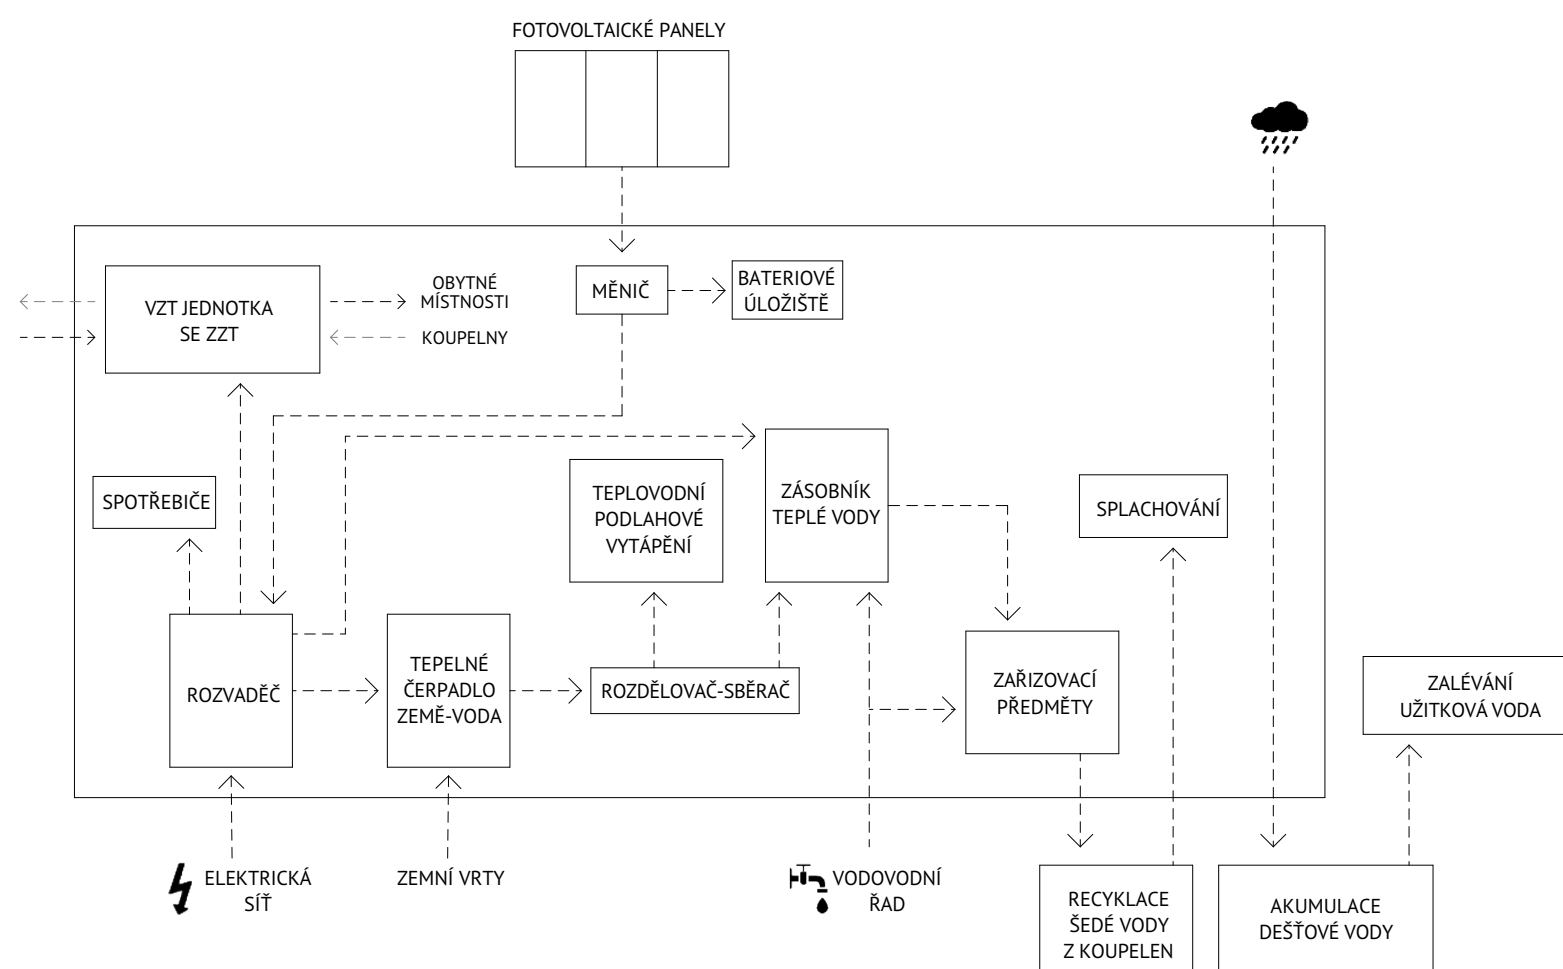 FOTOVOLTAICKÉ PANELY
VZT JEDNOTKA
SE ZZT
OBYTNÉ
MÍSTNOSTI
KOUPELNY
MĚNIČ
BATERIOVÉ
ÚLOŽIŠTĚ
SPOTŘEBIČE
TEPLOVODNÍ
PODLAHOVÉ
VYTÁPĚNÍ
ZÁSOBNÍK
TEPLÉ VODY
SPLACHOVÁNÍ
ROZVADĚČ
TEPELNÉ
ČERPADLO
ZEMĚ-VODA
ROZDĚLOVAČ-SBĚRAČ
ZAŘIZOVACÍ
PŘEDMĚTY
ZALÉVÁNÍ
UŽITKOVÁ VODA
ELEKTRICKÁ
SÍŤ
ZEMNÍ VRTY
VODOVODNÍ
ŘAD
RECYKLACE
ŠEDÉ VODY
Z KOUPELEN
AKUMULACE
DEŠŤOVÉ VODY